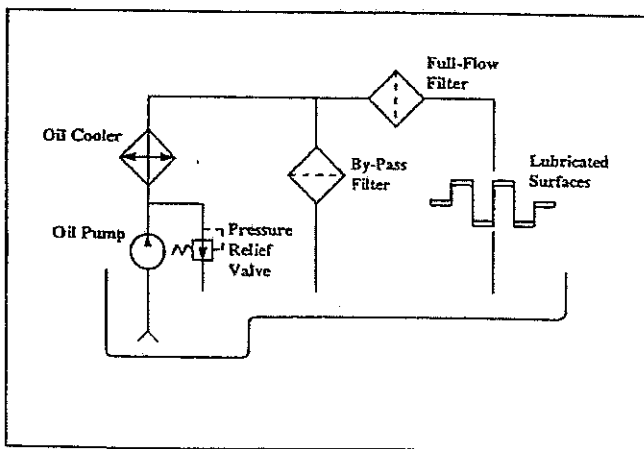 Full-Flow
Filter
Oil Cooler
By-Pass
Filter
Lubricated
Surfaces
Oil Pump
Pressure
Relief
Valve